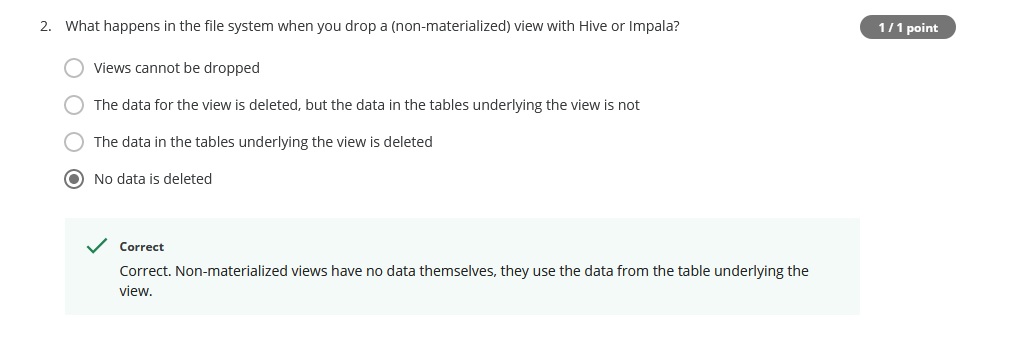 2. What happens in the file system when you drop a (non-materialized) view with Hive or Impala?
1 / 1 point
Views cannot be dropped
The data for the view is deleted, but the data in the tables underlying the view is not
The data in the tables underlying the view is deleted
No data is deleted
Correct
Correct. Non-materialized views have no data themselves, they use the data from the table underlying the
view.